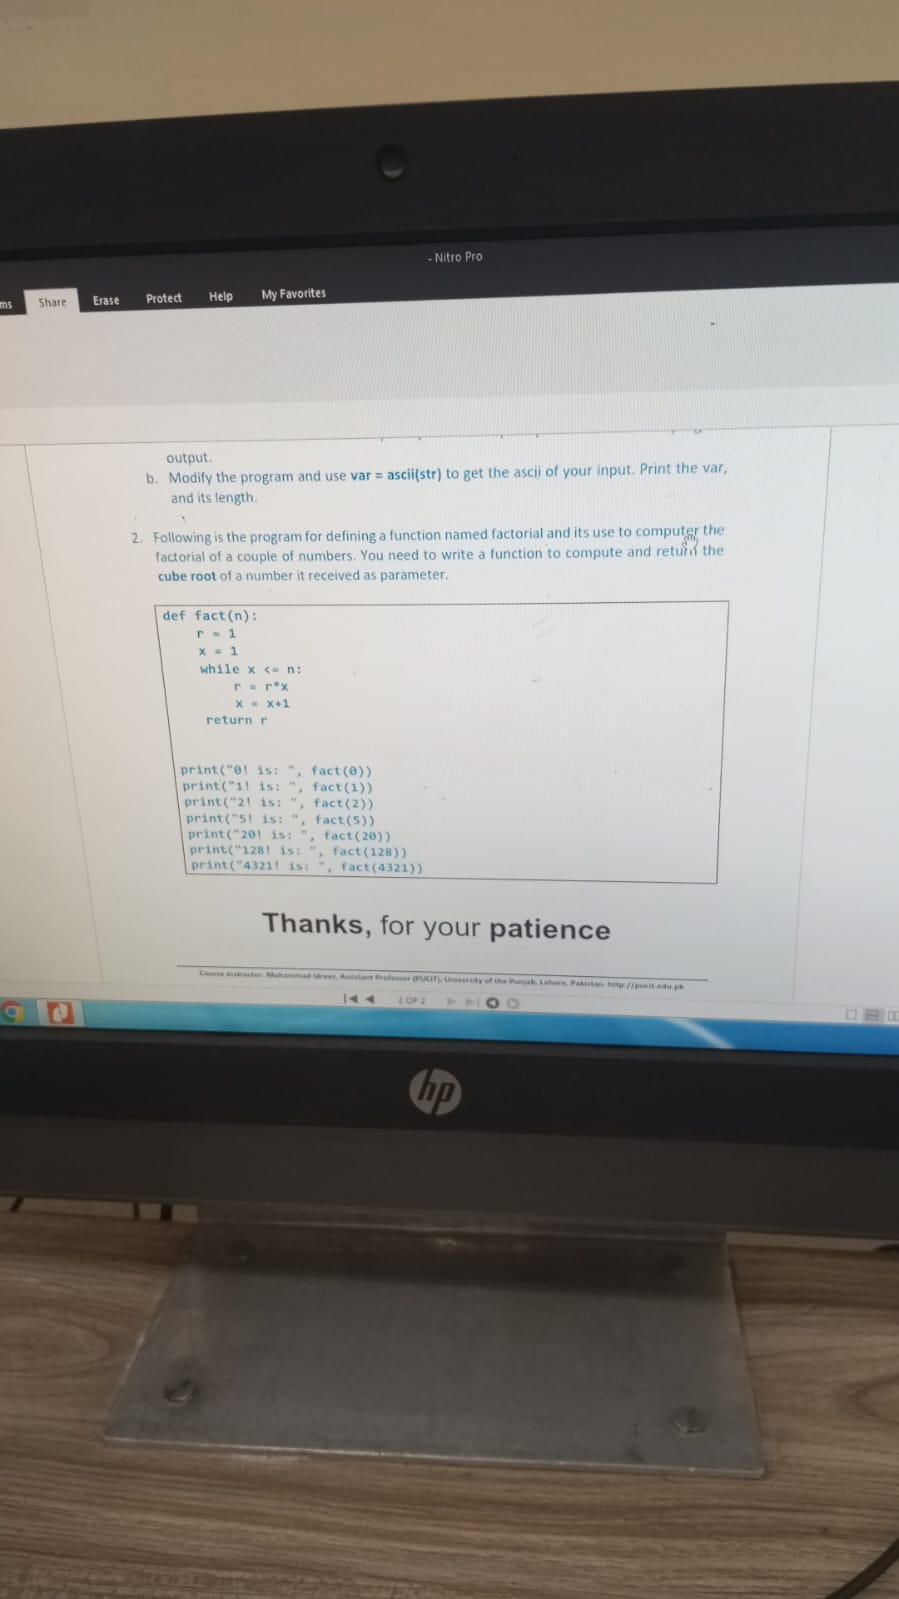 - Nitro Pro
ms Share Erase Protect Help My Favorites
output.
b. Modify the program and use var = ascii(str) to get the ascii of your input. Print the var,
and its length.
2. Following is the program for defining a function named factorial and its use to computer the
factorial of a couple of numbers. You need to write a function to compute and return the
cube root of a number it received as parameter.
def fact(n):
r = 1
x = 1
while x <= n:
r = r*x
x = x+1
return r
print("0! is: ", fact(0))
print("1! is: ", fact(1))
print("2! is: ", fact(2))
print("5! is: ", fact(5))
print("20! is: ", fact(20))
print("128! is: ", fact(128))
print("4321! is: ", fact(4321))
Thanks, for your patience
Course instructor: Muhammad Idrees, Assistant Professor (PUCIT), University of the Punjab, Lahore, Pakistan, http://pucit.edu.pk
2 OF 2
hp